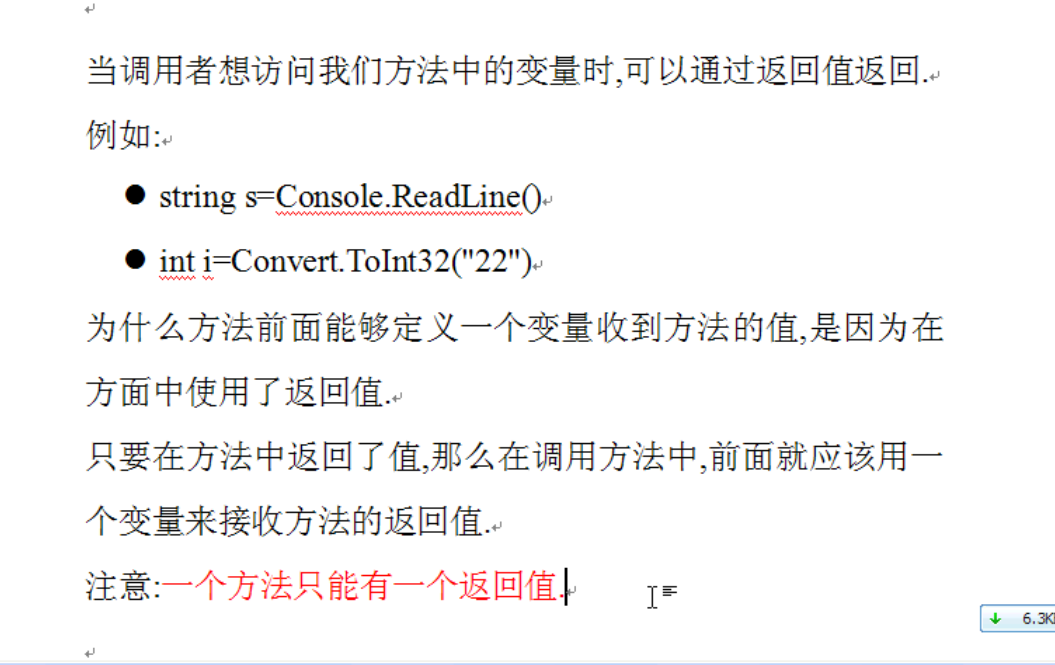 当调用者想访问我们方法中的变量时,可以通过返回值返回.
例如:
● string s=Console.ReadLine()
● int i=Convert.ToInt32("22")
为什么方法前面能够定义一个变量收到方法的值,是因为在
方面中使用了返回值.
只要在方法中返回了值,那么在调用方法中,前面就应该用一
个变量来接收方法的返回值.
注意:一个方法只能有一个返回值.